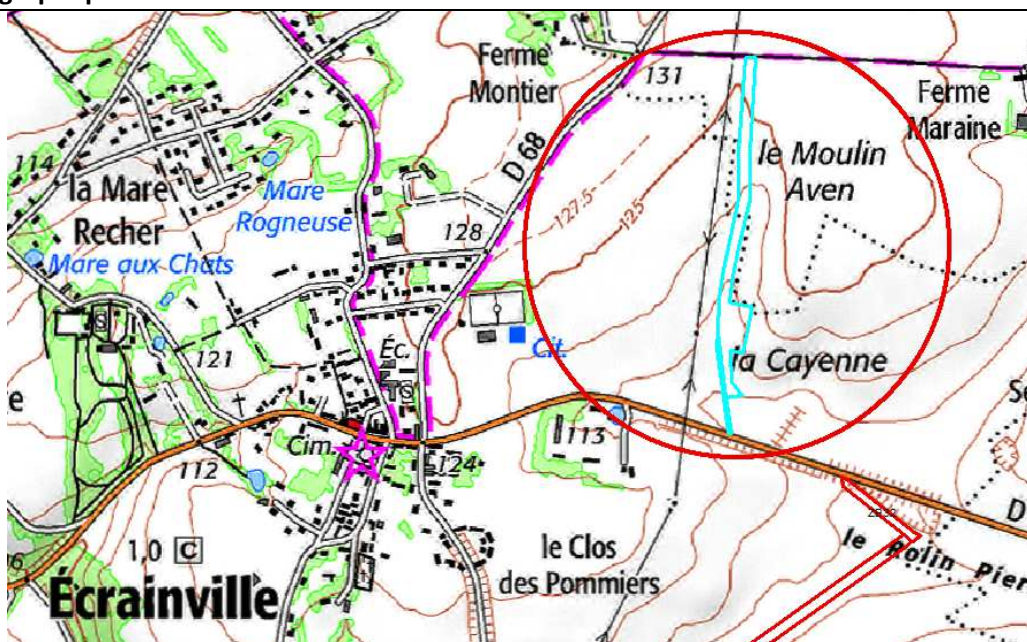 Ferme
Montier
131
Ferme
Maraine
D 68
le Moulin
Aven
114
la Mare
Recher
Mare
Rogneuse
127.5
125
128
Mare aux Chats
Éc.
Cit.
121
la Cayenne
e
Cim.
113
124
112
D
le Clos
des Pommiers
le Rolin Pier
1,0 C
Écrainville